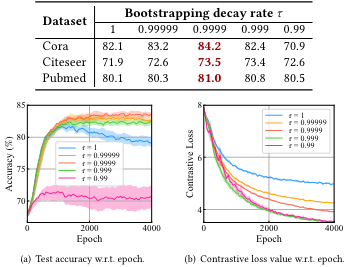 Dataset Bootstrapping decay rate τ
1 0.99999 0.9999 0.999 0.99
Cora 82.1 83.2 84.2 82.4 70.9
Citeseer 71.9 72.6 73.5 73.4 72.6
Pubmed 80.1 80.3 81.0 80.8 80.5
Accuracy (%)
85
80
75
70
τ = 1
τ = 0.99999
τ = 0.9999
τ = 0.999
τ = 0.99
0 2000 4000
Epoch
(a) Test accuracy w.r.t. epoch.
Contrastive Loss
8
6
4
τ = 1
τ = 0.99999
τ = 0.9999
τ = 0.999
τ = 0.99
0 2000 4000
Epoch
(b) Contrastive loss value w.r.t. epoch.